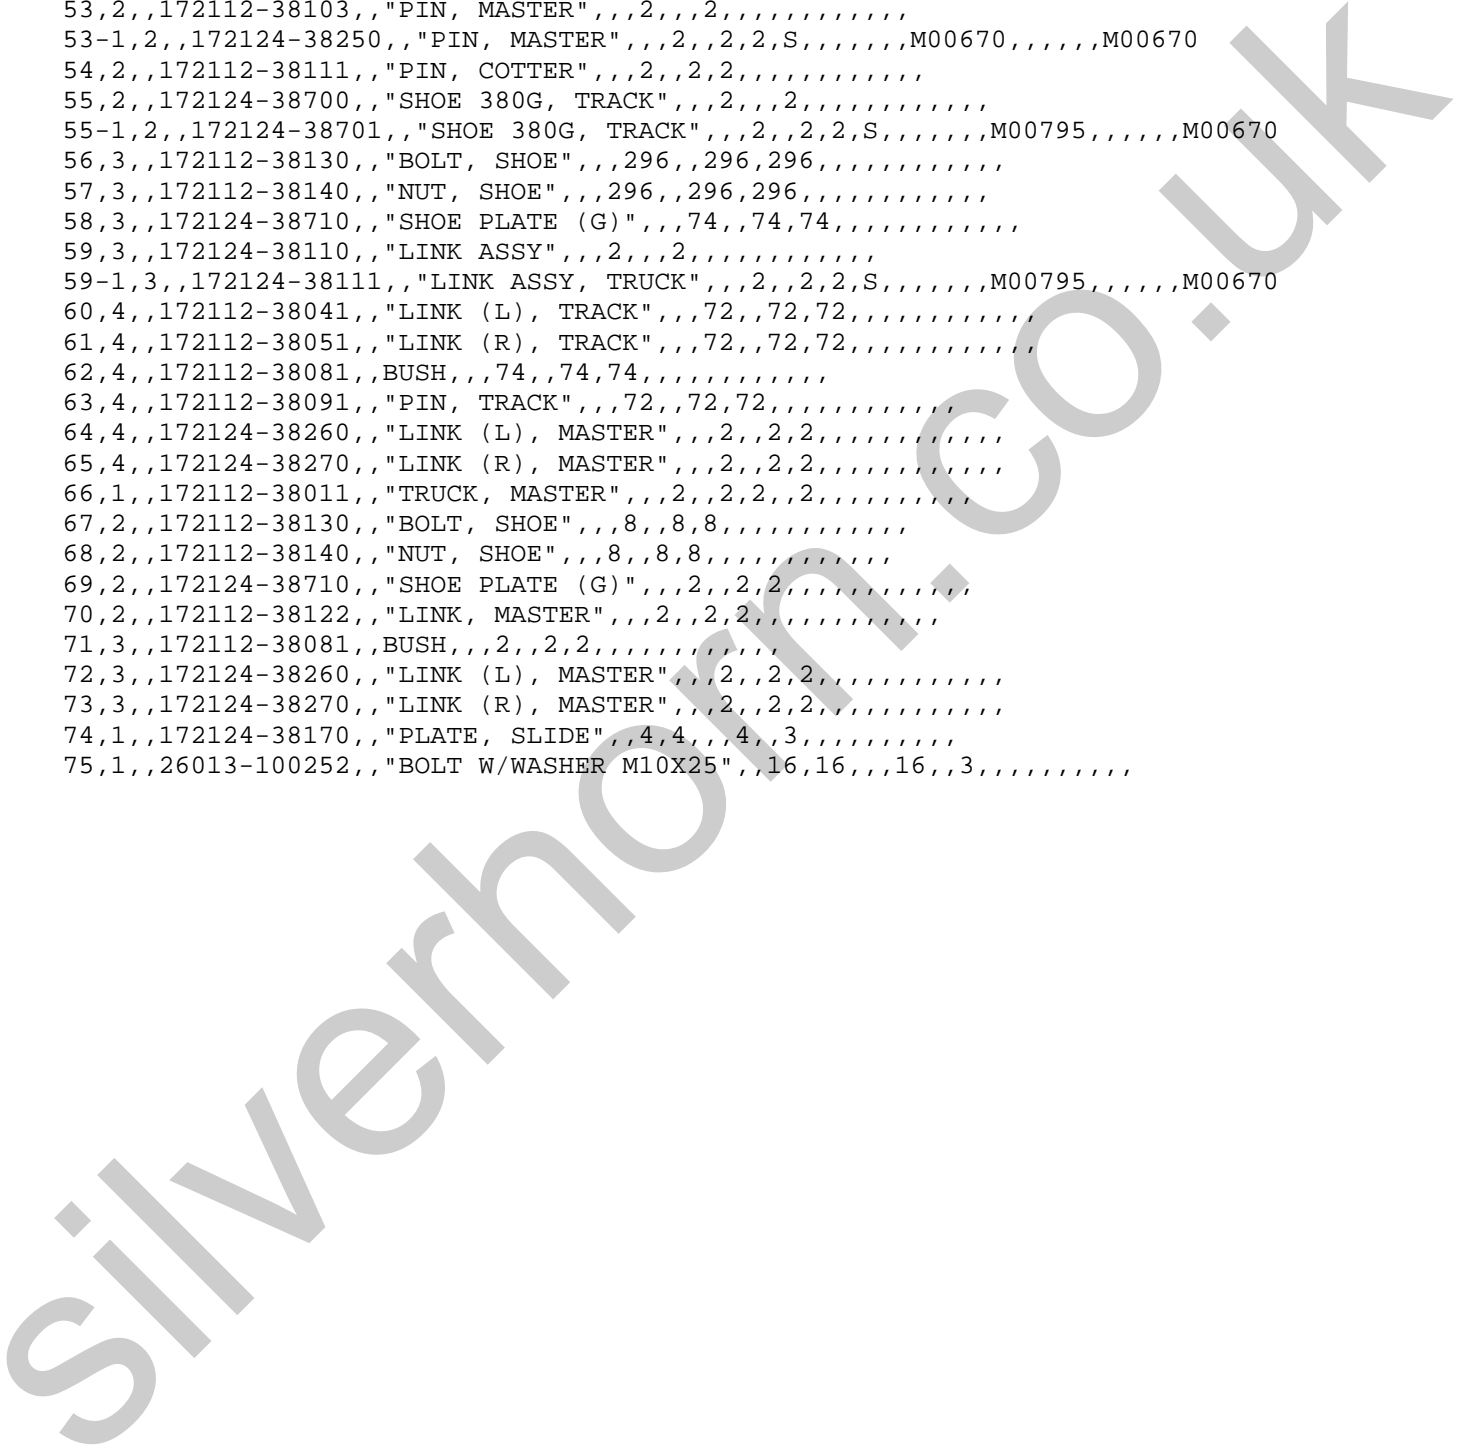 53,2,,172112-38103,,"PIN, MASTER",,,2,,,2,,,,,,,,,,,,
53-1,2,,172124-38250,,"PIN, MASTER",,,2,,2,2,S,,,,,,,M00670,,,,,,M00670
54,2,,172112-38111,,"PIN, COTTER",,,2,,2,2,,,,,,,,,,,,
55,2,,172124-38700,,"SHOE 380G, TRACK",,,2,,,2,,,,,,,,,,,,
55-1,2,,172124-38701,,"SHOE 380G, TRACK",,,2,,2,2,S,,,,,,,M00795,,,,,,M00670
56,3,,172112-38130,,"BOLT, SHOE",,,296,,296,296,,,,,,,,,,,,
57,3,,172112-38140,,"NUT, SHOE",,,296,,296,296,,,,,,,,,,,,
58,3,,172124-38710,,"SHOE PLATE (G)",,,74,,74,74,,,,,,,,,,,,
59,3,,172124-38110,,"LINK ASSY",,,2,,,2,,,,,,,,,,,,
59-1,3,,172124-38111,,"LINK ASSY, TRUCK",,,2,,2,2,S,,,,,,,M00795,,,,,,M00670
60,4,,172112-38041,,"LINK (L), TRACK",,,72,,72,72,,,,,,,,,,,,
61,4,,172112-38051,,"LINK (R), TRACK",,,72,,72,72,,,,,,,,,,,,
62,4,,172112-38081,,BUSH,,,74,,74,74,,,,,,,,,,,,
63,4,,172112-38091,,"PIN, TRACK",,,72,,72,72,,,,,,,,,,,,
64,4,,172124-38260,,"LINK (L), MASTER",,,2,,2,2,,,,,,,,,,,,
65,4,,172124-38270,,"LINK (R), MASTER",,,2,,2,2,,,,,,,,,,,,
66,1,,172112-38011,,"TRUCK, MASTER",,,2,,2,2,,2,,,,,,,,,,
67,2,,172112-38130,,"BOLT, SHOE",,,8,,8,8,,,,,,,,,,,,
68,2,,172112-38140,,"NUT, SHOE",,,8,,8,8,,,,,,,,,,,,
69,2,,172124-38710,,"SHOE PLATE (G)",,,2,,2,2,,,,,,,,,,,,
70,2,,172112-38122,,"LINK, MASTER",,,2,,2,2,,,,,,,,,,,,
71,3,,172112-38081,,BUSH,,,2,,2,2,,,,,,,,,,,,
72,3,,172124-38260,,"LINK (L), MASTER",,,2,,2,2,,,,,,,,,,,,
73,3,,172124-38270,,"LINK (R), MASTER",,,2,,2,2,,,,,,,,,,,,
74,1,,172124-38170,,"PLATE, SLIDE",,4,4,,,4,,3,,,,,,,,,,
75,1,,26013-100252,,"BOLT W/WASHER M10X25",,16,16,,,16,,3,,,,,,,,,,
silverhorn.co.uk